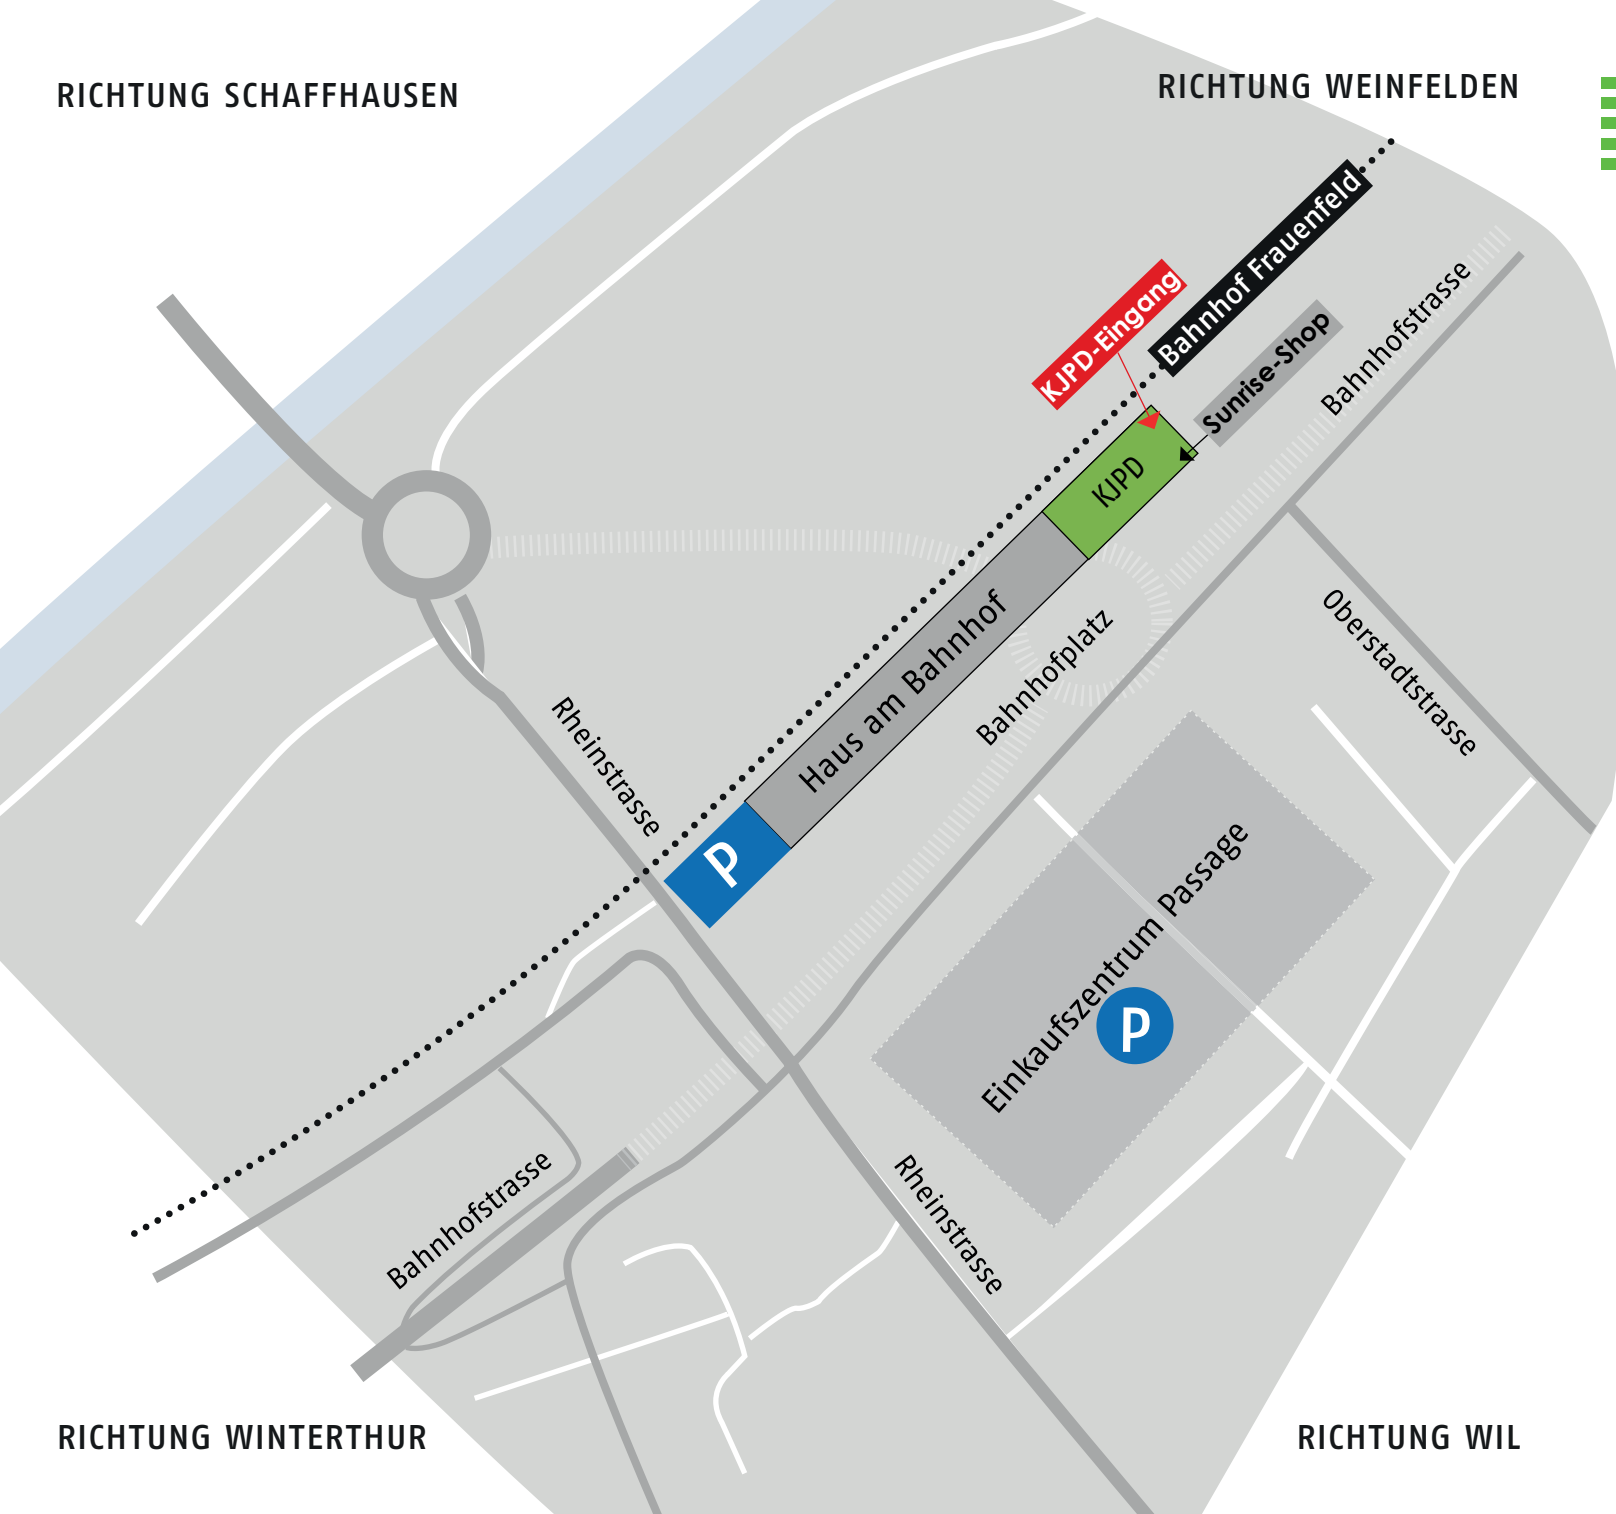 RICHTUNG SCHAFFHAUSEN
RICHTUNG WEINFELDEN
Bahnhof Frauenfeld
KJPD-Eingang
Sunrise-Shop
Bahnhofstrasse
KJPD
Haus am Bahnhof
Bahnhofplatz
Oberstadtstrasse
Rheinstrasse
P
Einkaufszentrum Passage
P
Bahnhofstrasse
Rheinstrasse
RICHTUNG WINTERTHUR
RICHTUNG WIL